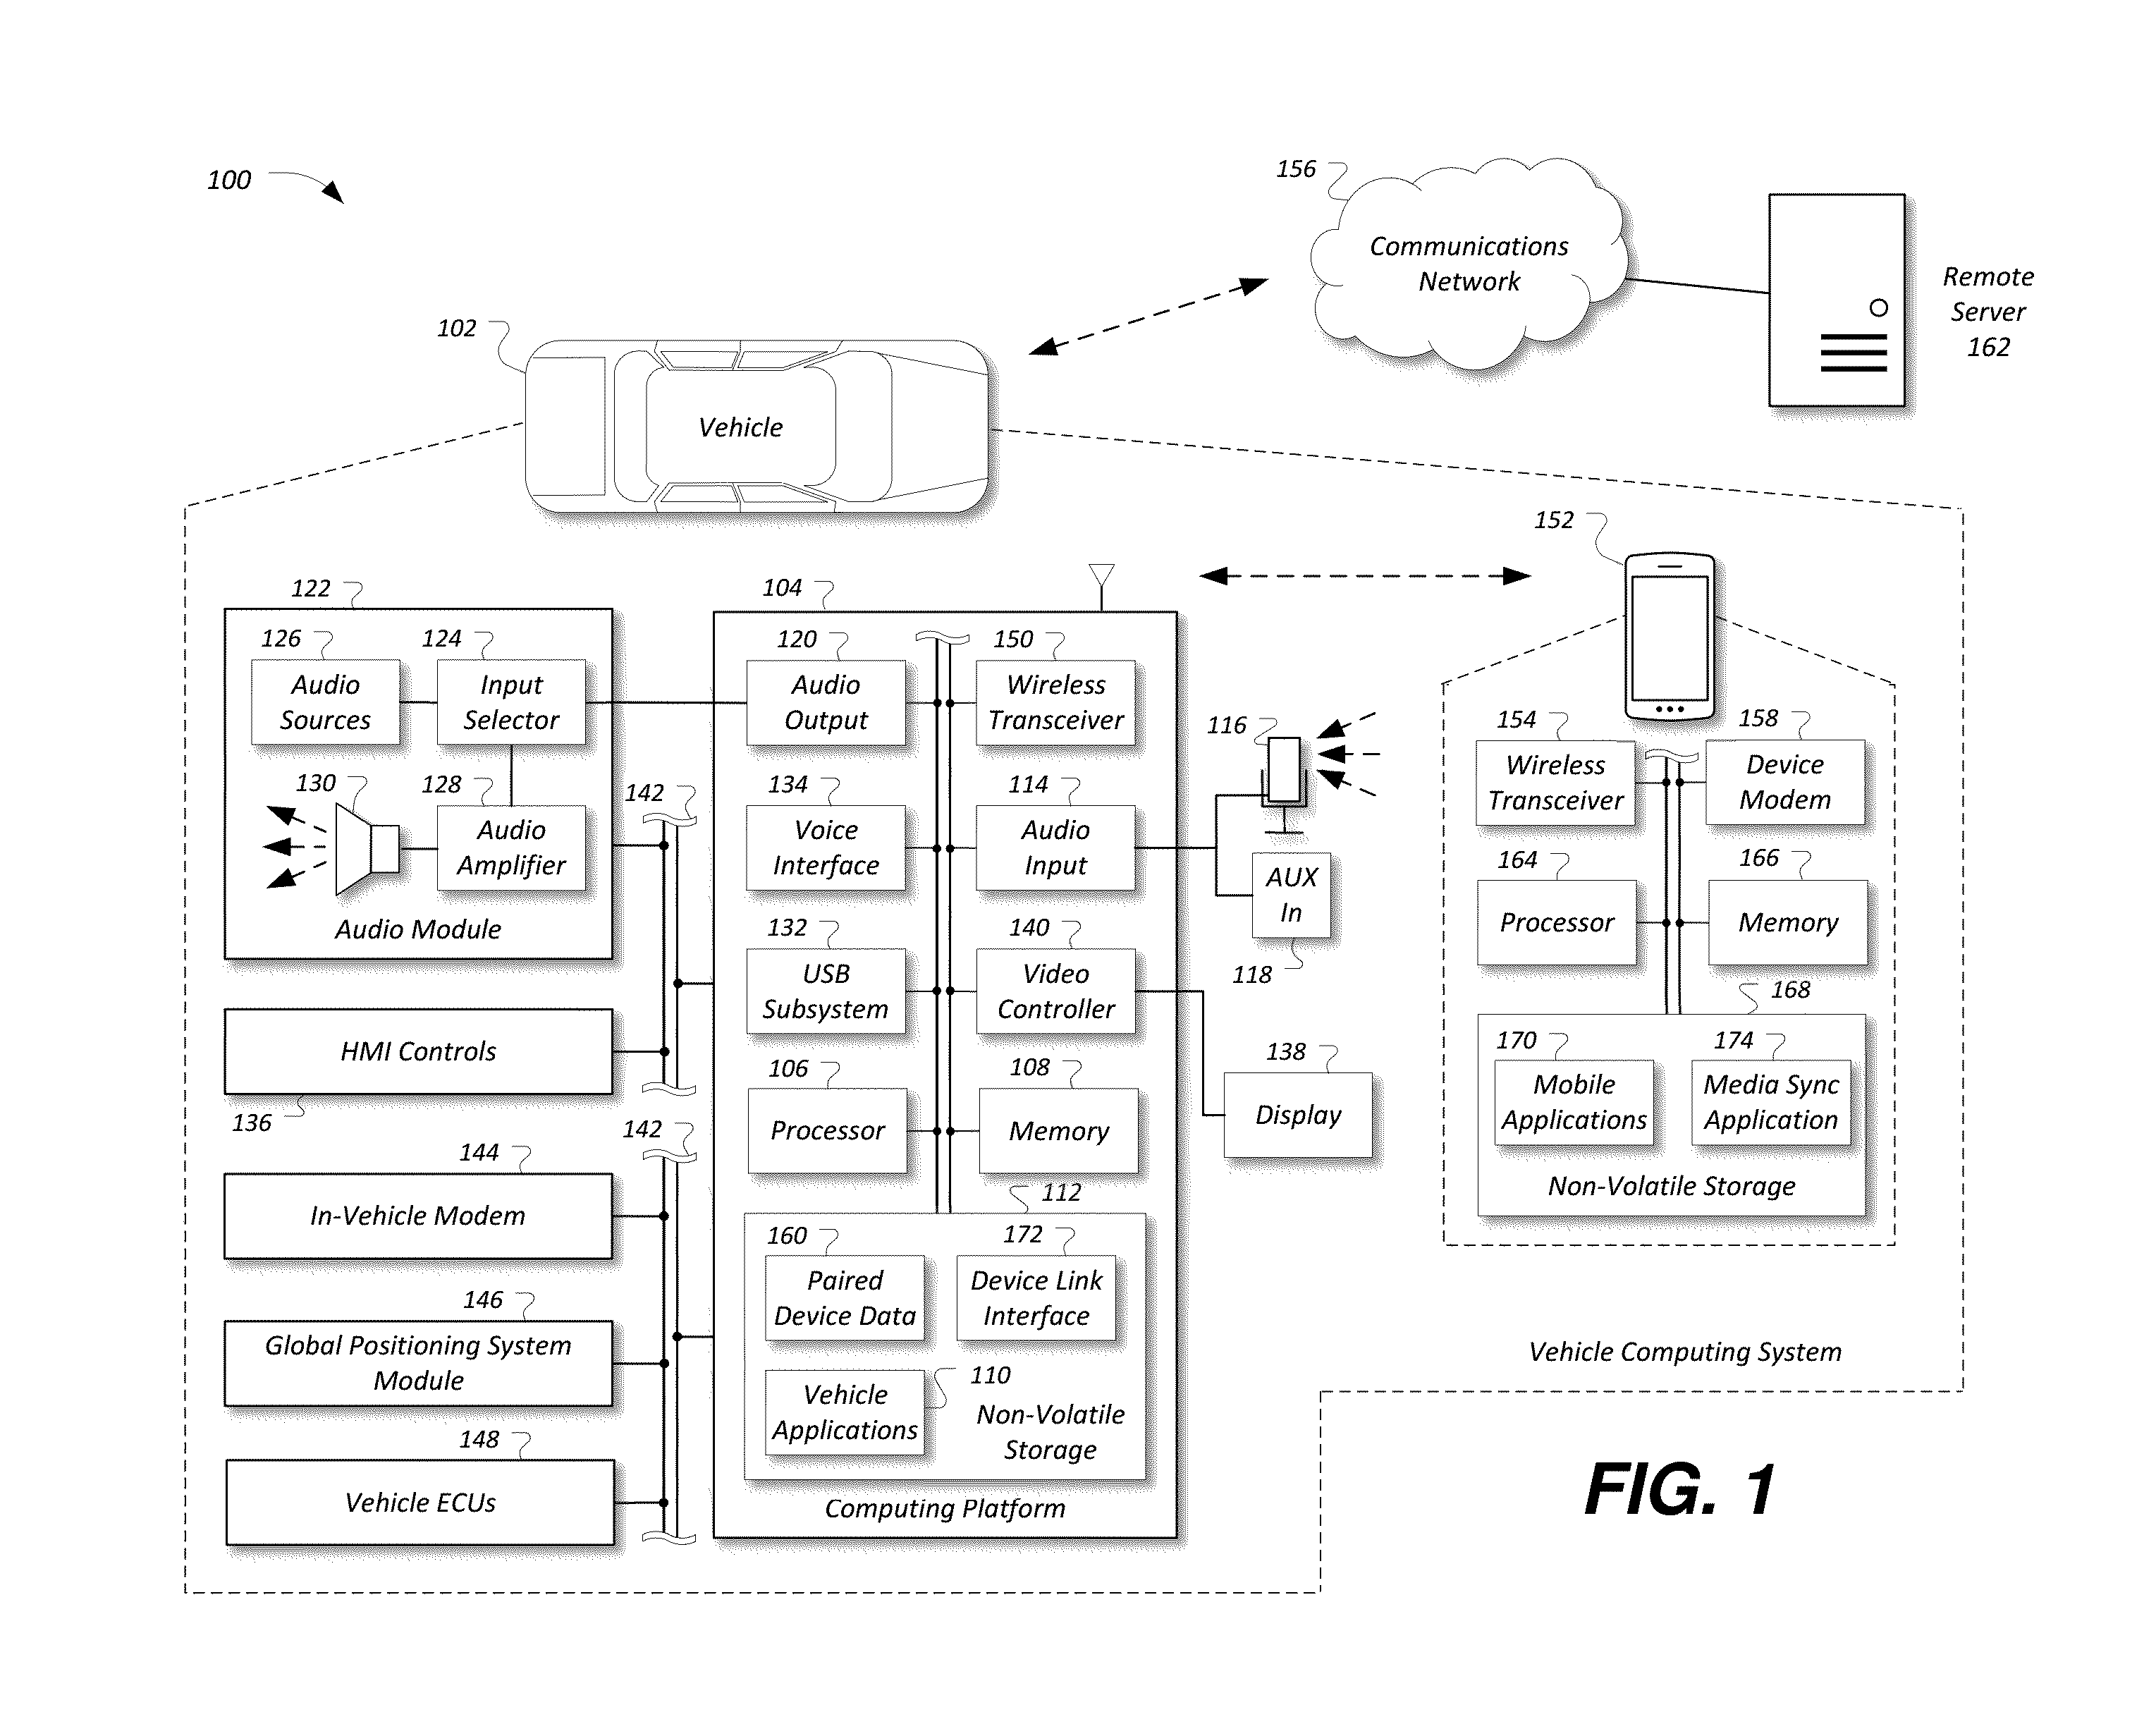 100
156
Communications
Network
Remote
Server
162
102
Vehicle
152
122
104
126
124
Audio
Sources
Input
Selector
130
128
Audio
Amplifier
Audio Module
142
HMI Controls
136
142
144
In-Vehicle Modem
146
Global Positioning System
Module
148
Vehicle ECUs
120
150
Audio
Output
Wireless
Transceiver
134
114
Voice
Interface
Audio
Input
132
140
USB
Subsystem
Video
Controller
106
108
Processor
Memory
112
160
172
Paired
Device Data
Device Link
Interface
110
Vehicle
Applications
Non-Volatile
Storage
Computing Platform
116
AUX
In
118
138
Display
154
158
Wireless
Transceiver
Device
Modem
164
166
Processor
Memory
168
170
174
Mobile
Applications
Media Sync
Application
Non-Volatile Storage
Vehicle Computing System
FIG. 1